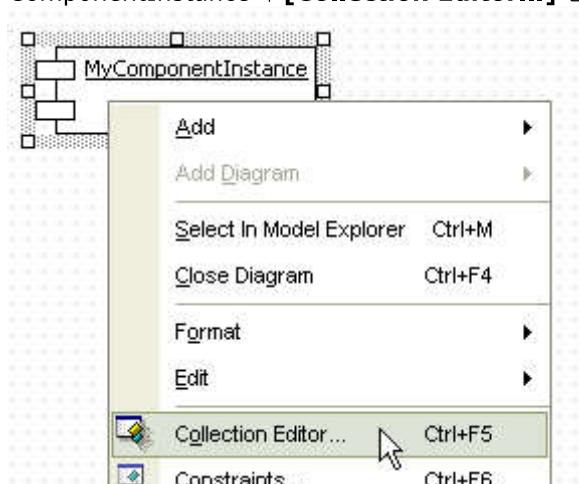 MyComponentInstance
Add
Add Diagram
Select In Model Explorer Ctrl+M
Close Diagram Ctrl+F4
Format
Edit
Collection Editor... Ctrl+F5
Constraints... Ctrl+F6